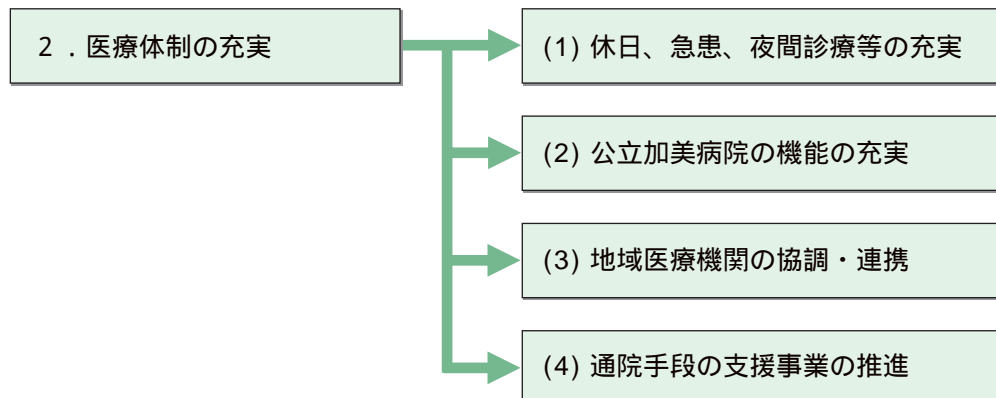 ２．医療体制の充実
(1) 休日、急患、夜間診療等の充実
(2) 公立加美病院の機能の充実
(3) 地域医療機関の協調・連携
(4) 通院手段の支援事業の推進